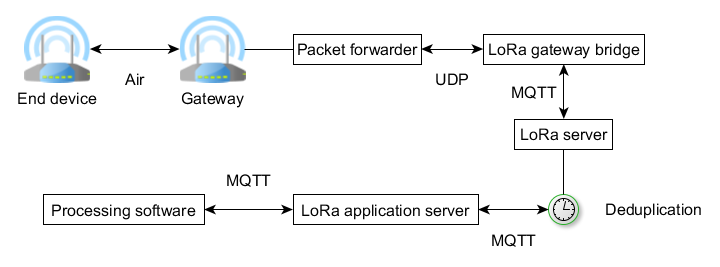 Packet forwarder
LoRa gateway bridge
Air
UDP
End device
Gateway
MQTT
LoRa server
MQTT
Processing software
LoRa application server
Deduplication
MQTT